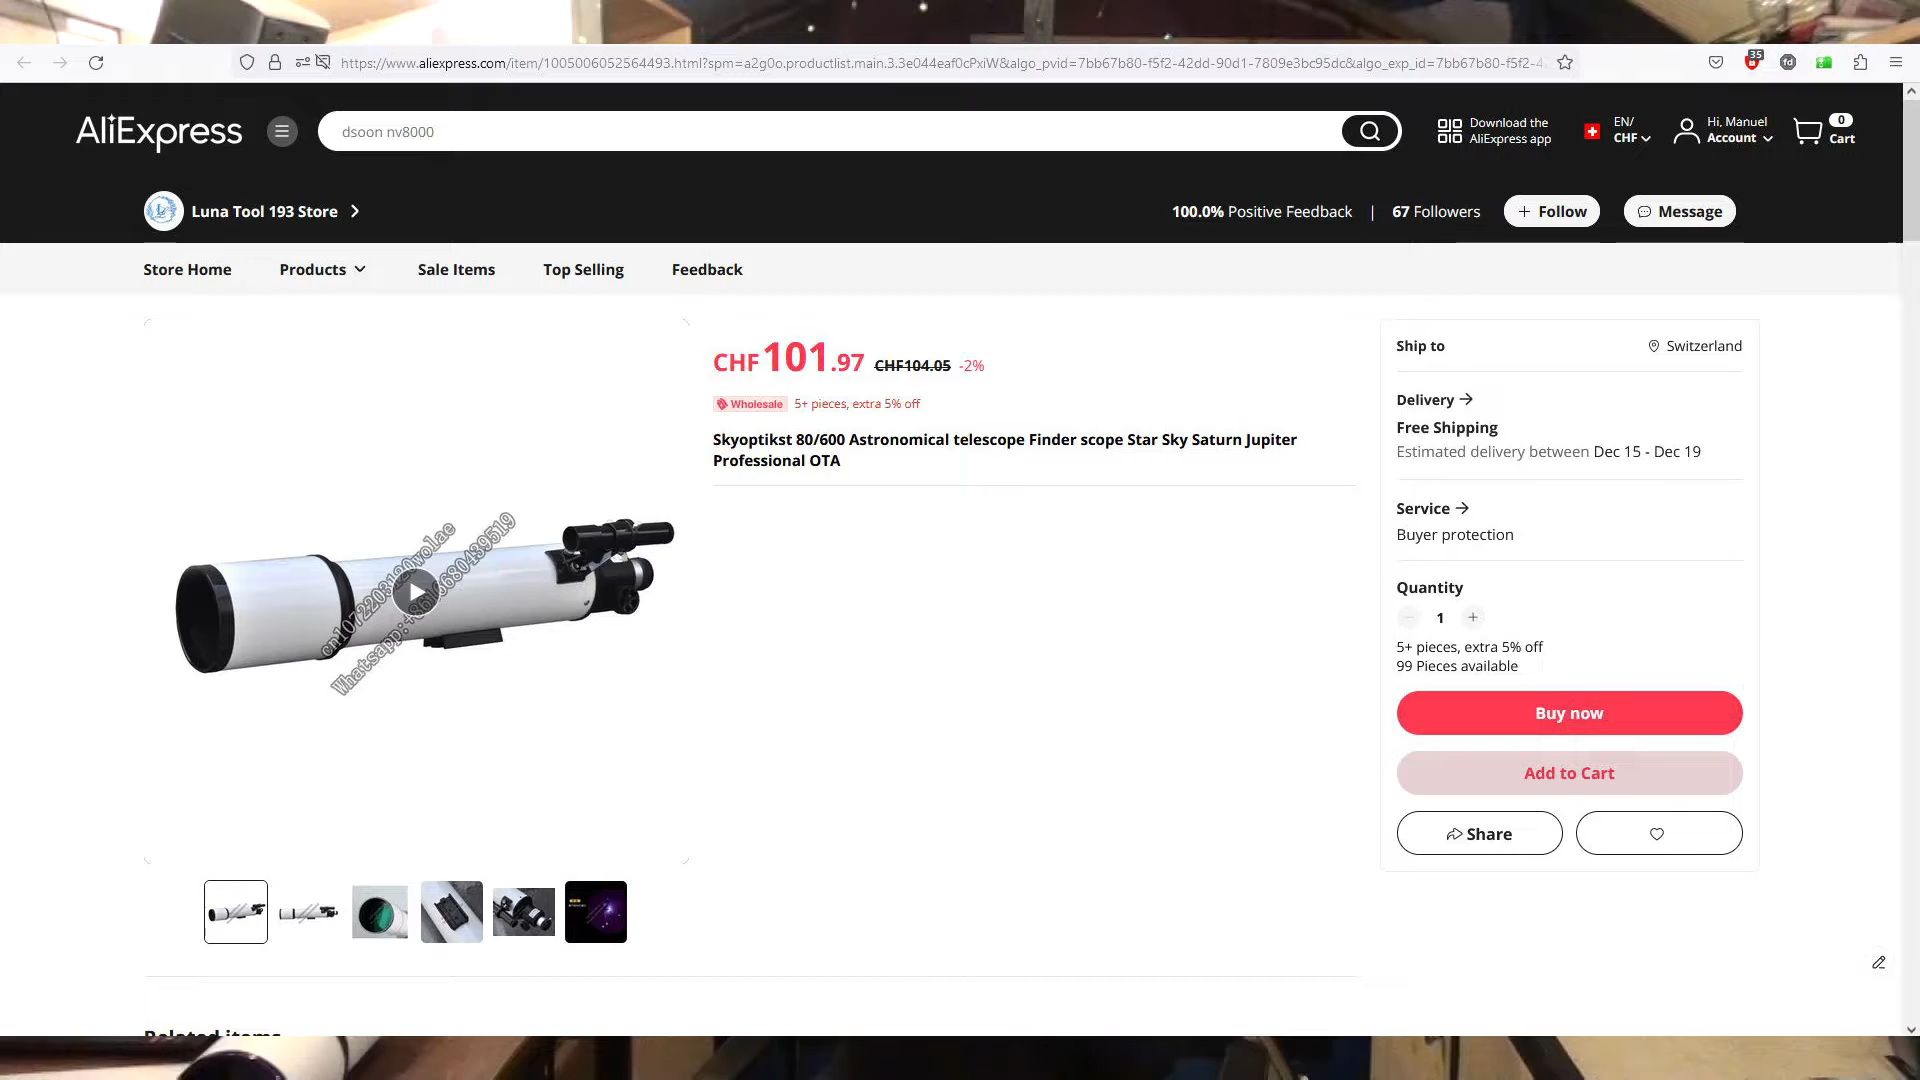 https://www.aliexpress.com/item/1005006052564493.html?spm=a2g0o.productlist.main.3.3e044eaf0cPxiW&algo_pvid=7bb67b80-f5f2-42dd-90d1-7809e3bc95dc&algo_exp_id=7bb67b80-f5f2-4
35
fd
AliExpress
dsoon nv8000
Download the
AliExpress app
EN/
CHF
Hi, Manuel
Account
0
Cart
Luna Tool 193 Store
100.0% Positive Feedback | 67 Followers
+ Follow
Message
Store Home
Products
Sale Items
Top Selling
Feedback
CHF101.97 CHF104.05 -2%
Wholesale 5+ pieces, extra 5% off
Skyoptikst 80/600 Astronomical telescope Finder scope Star Sky Saturn Jupiter
Professional OTA
Ship to
Switzerland
Delivery
Free Shipping
Estimated delivery between Dec 15 - Dec 19
Service
Buyer protection
Quantity
1
5+ pieces, extra 5% off
99 Pieces available
Buy now
Add to Cart
Share
Related items